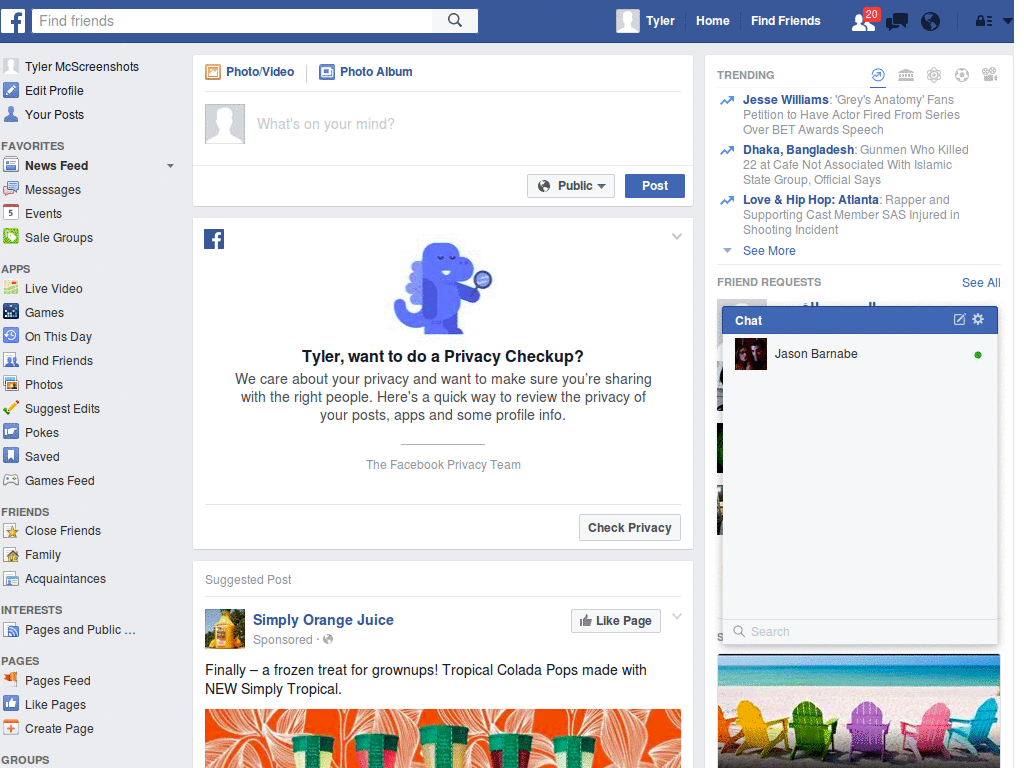 Find friends
Tyler
Home
Find Friends
20
Tyler McScreenshots
Edit Profile
Your Posts
FAVORITES
News Feed
Messages
5
Events
Sale Groups
APPS
Live Video
Games
On This Day
Find Friends
Photos
Suggest Edits
Pokes
Saved
Games Feed
FRIENDS
Close Friends
Family
Acquaintances
INTERESTS
Pages and Public ...
PAGES
Pages Feed
Like Pages
Create Page
GROUPS
Photo/Video
Photo Album
What's on your mind?
Public
Post
Tyler, want to do a Privacy Checkup?
We care about your privacy and want to make sure you're sharing
with the right people. Here's a quick way to review the privacy of
your posts, apps and some profile info.
The Facebook Privacy Team
Check Privacy
Suggested Post
Simply Orange Juice
Sponsored ·
Like Page
Finally – a frozen treat for grownups! Tropical Colada Pops made with
NEW Simply Tropical.
TRENDING
Jesse Williams: 'Grey's Anatomy' Fans
Petition to Have Actor Fired From Series
Over BET Awards Speech
Dhaka, Bangladesh: Gunmen Who Killed
22 at Cafe Not Associated With Islamic
State Group, Official Says
Love & Hip Hop: Atlanta: Rapper and
Supporting Cast Member SAS Injured in
Shooting Incident
See More
FRIEND REQUESTS
See All
Chat
Jason Barnabe
Search